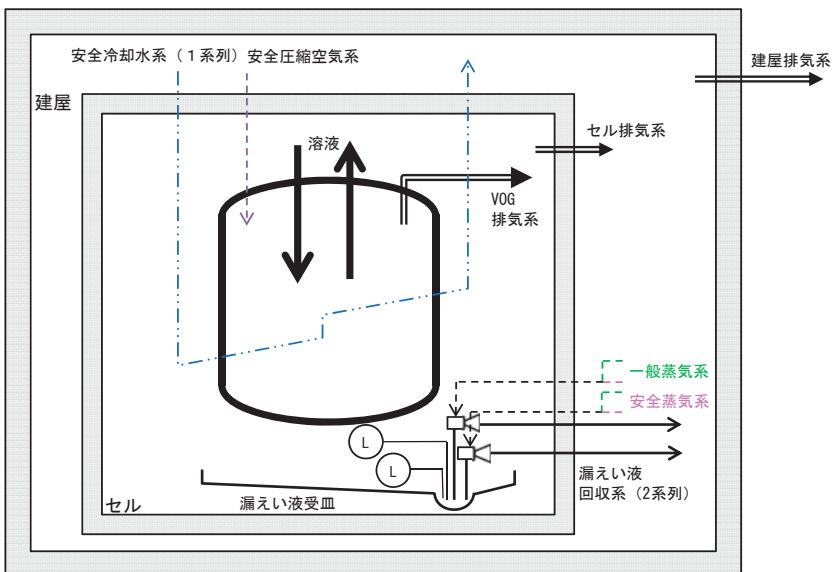 安全冷却水系（１系列）安全圧縮空気系
建屋排気系
建屋
セル排気系
溶液
VOG
排気系
一般蒸気系
安全蒸気系
L
L
漏えい液
回収系（2系列）
漏えい液受皿
セル